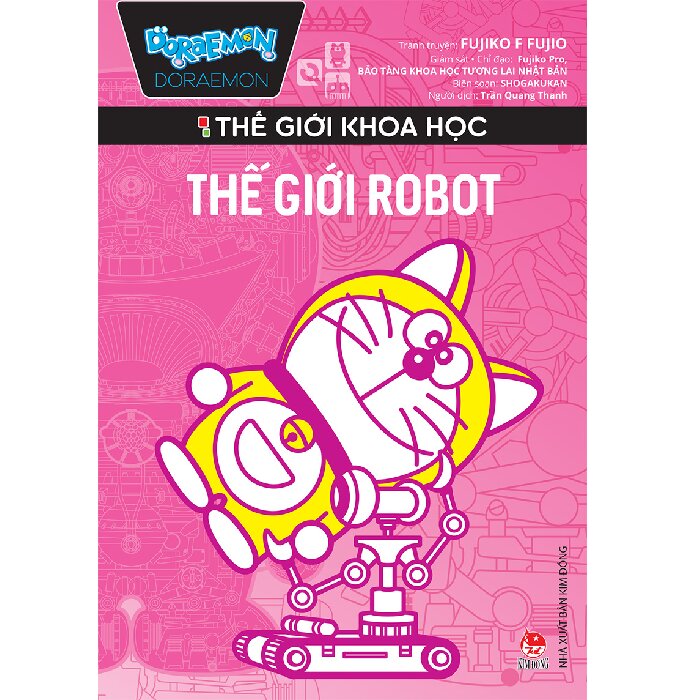 DORAEMON
DORAEMON
Tranh truyện: FUJIKO F FUJIO
Giám sát • Chỉ đạo: Fujiko Pro,
BẢO TÀNG KHOA HỌC TƯƠNG LAI NHẬT BẢN
Biên soạn: SHOGAKUKAN
Người dịch: Trần Quang Thanh
THẾ GIỚI KHOA HỌC
THẾ GIỚI ROBOT
NHÀ XUẤT BẢN KIM ĐỒNG
KIM ĐỒNG